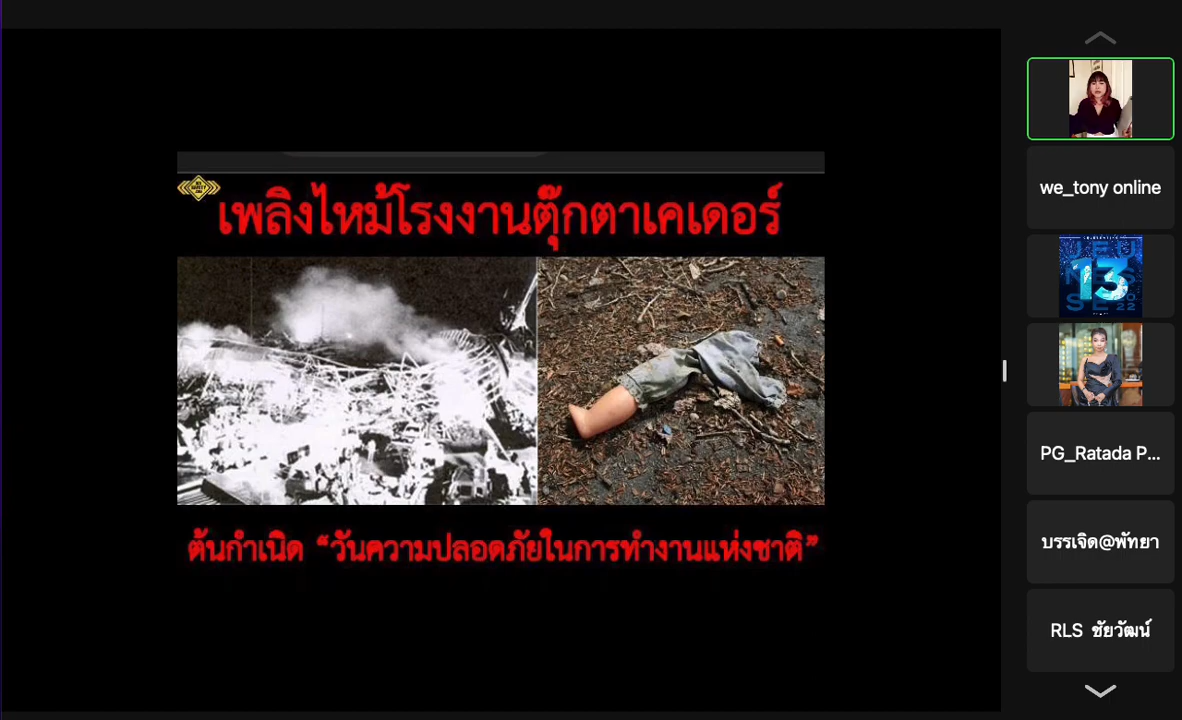 เพลิงไหม้โรงงานตุ๊กตาเคเดอร์
ต้นกำเนิด “วันความปลอดภัยในการทำงานแห่งชาติ”
we_tony online
13
PG_Ratada P...
บรรเจิด@พัทยา
RLS ชัยวัฒน์